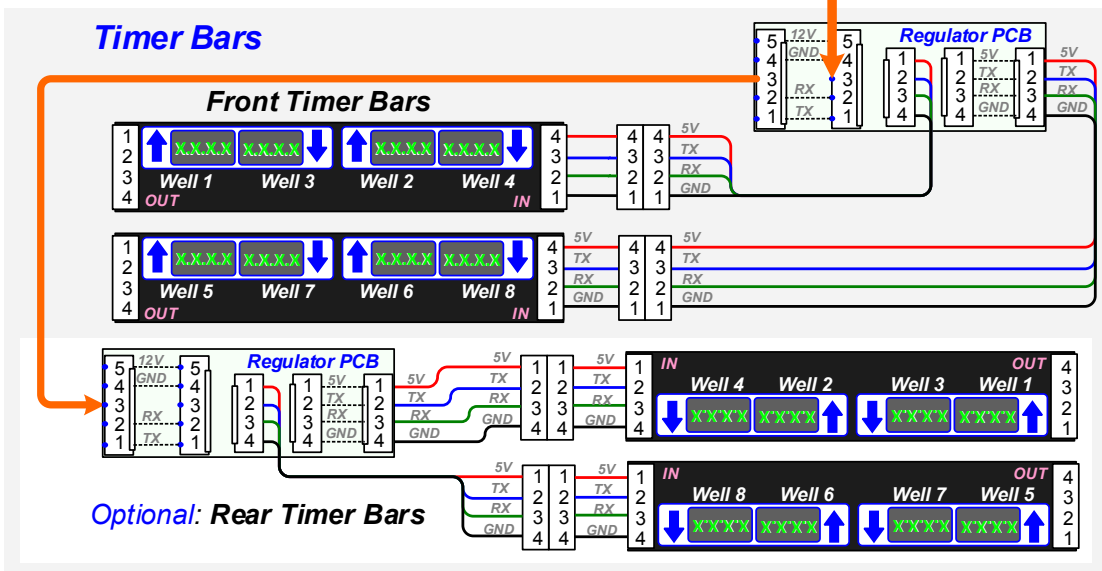 Timer Bars
Regulator PCB
5 12V 5
4 GND 4
3 3
2 RX 2
1 TX 1
1 1 5V 1 5V
2 2 TX 2 TX
3 3 RX 3 RX
4 4 GND 4 GND
Front Timer Bars
1 X.X.X.X X.X.X.X X.X.X.X X.X.X.X 4 4 4 5V
2 3 3 3 TX
3 Well 1 Well 3 Well 2 Well 4 2 2 2 RX
4 OUT IN 1 1 1 GND
1 X.X.X.X X.X.X.X X.X.X.X X.X.X.X 4 5V 4 4 5V
2 3 TX 3 3 TX
3 Well 5 Well 7 Well 6 Well 8 2 RX 2 2 RX
4 OUT IN 1 GND 1 1 GND
Regulator PCB
5 12V 5
4 GND 4
3 3
2 RX 2
1 TX 1
1 1 5V 1 5V
2 2 TX 2 TX
3 3 RX 3 RX
4 4 GND 4 GND
5V 1 1 5V 1 IN OUT 4
TX 2 2 TX 2 Well 4 Well 2 Well 3 Well 1 3
RX 3 3 RX 3 X.X.X.X X.X.X.X X.X.X.X X.X.X.X 2
GND 4 4 GND 4 1
5V 1 1 5V 1 IN OUT 4
TX 2 2 TX 2 Well 8 Well 6 Well 7 Well 5 3
RX 3 3 RX 3 X.X.X.X X.X.X.X X.X.X.X X.X.X.X 2
GND 4 4 GND 4 1
Optional: Rear Timer Bars